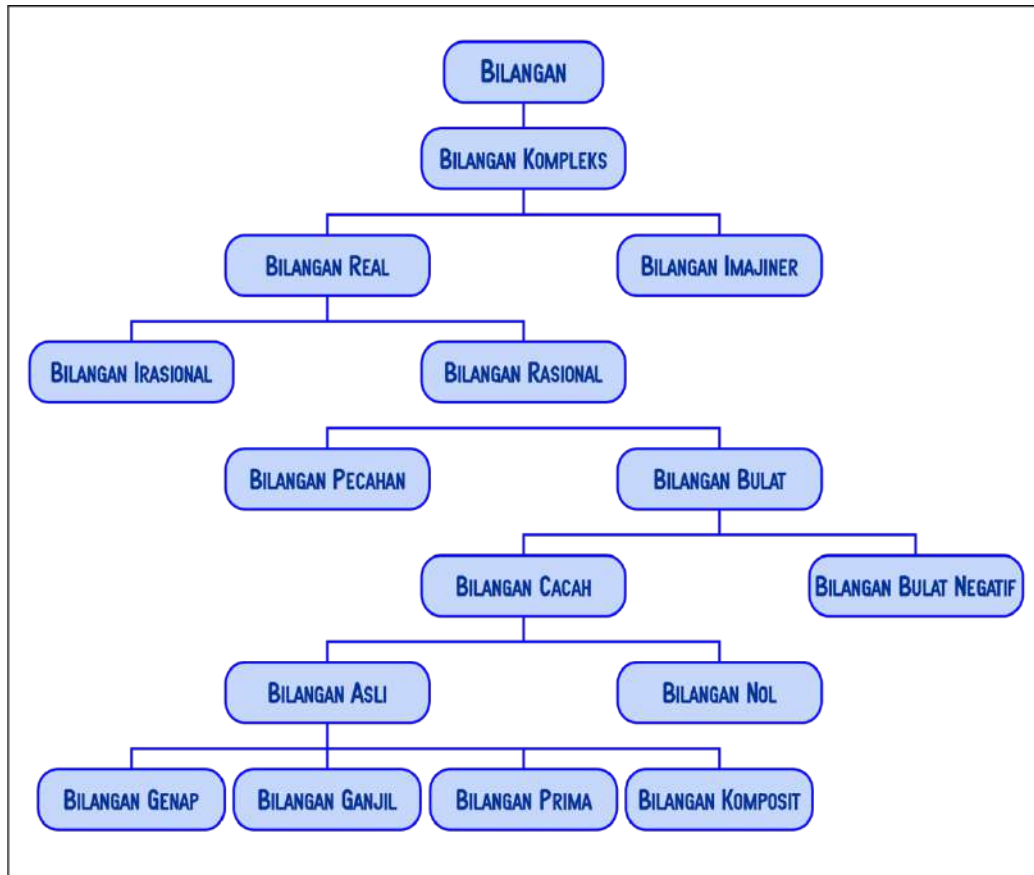 Bilangan
Bilangan Kompleks
Bilangan Real
Bilangan Imajiner
Bilangan Irasional
Bilangan Rasional
Bilangan Pecahan
Bilangan Bulat
Bilangan Cacah
Bilangan Bulat Negatif
Bilangan Asli
Bilangan Nol
Bilangan Genap
Bilangan Ganjil
Bilangan Prima
Bilangan Komposit